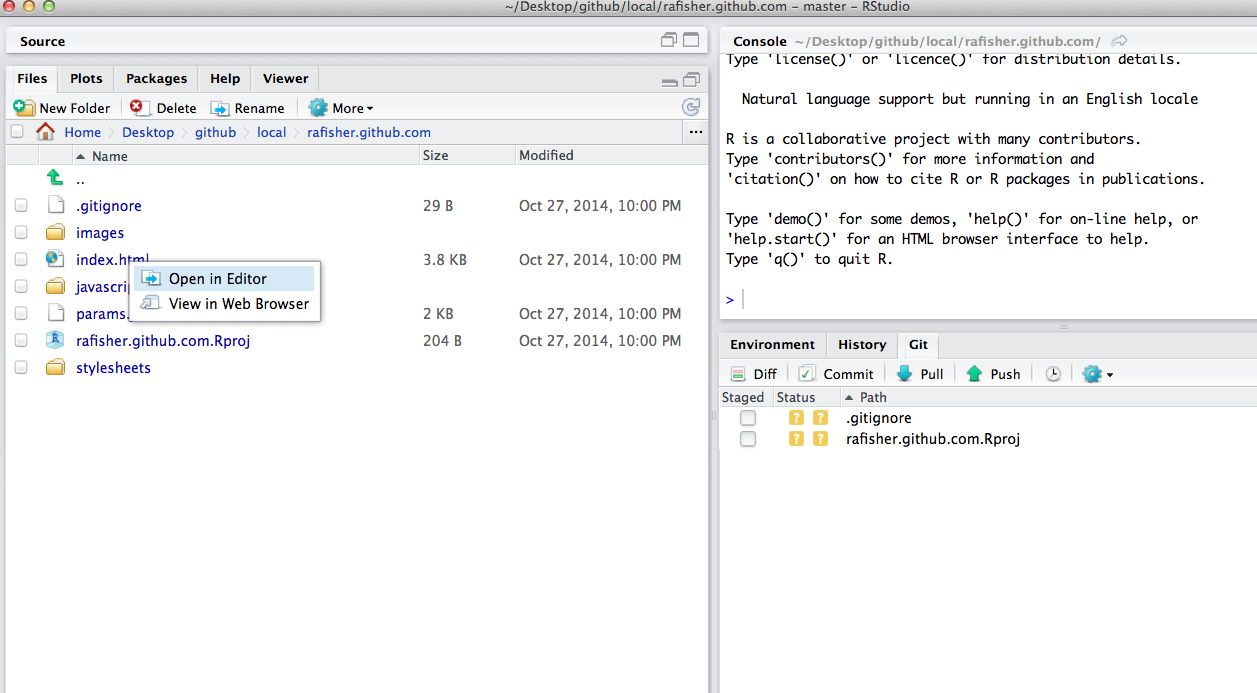 ~/Desktop/github/local/rafisher.github.com – master – RStudio
Source
Files Plots Packages Help Viewer
New Folder Delete Rename More
Home Desktop github local rafisher.github.com ...
Name Size Modified
..
.gitignore 29 B Oct 27, 2014, 10:00 PM
images
index.html 3.8 KB Oct 27, 2014, 10:00 PM
Open in Editor
View in Web Browser
params. 2 KB Oct 27, 2014, 10:00 PM
rafisher.github.com.Rproj 204 B Oct 27, 2014, 10:00 PM
stylesheets
Console ~/Desktop/github/local/rafisher.github.com/
Type 'license()' or 'licence()' for distribution details.
Natural language support but running in an English locale
R is a collaborative project with many contributors.
Type 'contributors()' for more information and
'citation()' on how to cite R or R packages in publications.
Type 'demo()' for some demos, 'help()' for on-line help, or
'help.start()' for an HTML browser interface to help.
Type 'q()' to quit R.
>
Environment History Git
Diff Commit Pull Push
Staged Status Path
? ? .gitignore
? ? rafisher.github.com.Rproj